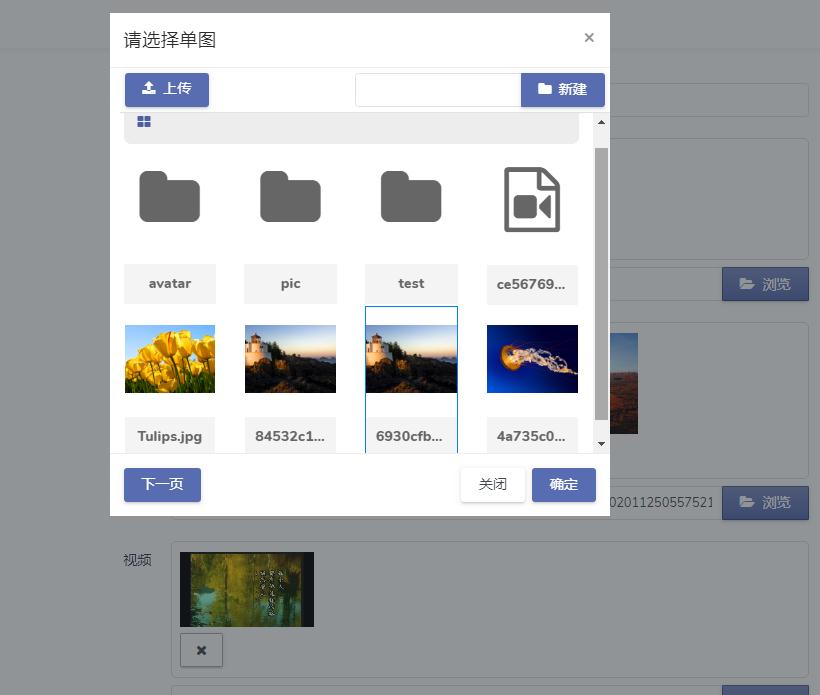 请选择单图
×
上传
新建
avatar
pic
test
ce56769...
Tulips.jpg
84532c1...
6930cfb...
4a735c0...
下一页
关闭
确定
浏览
02011250557521
浏览
视频